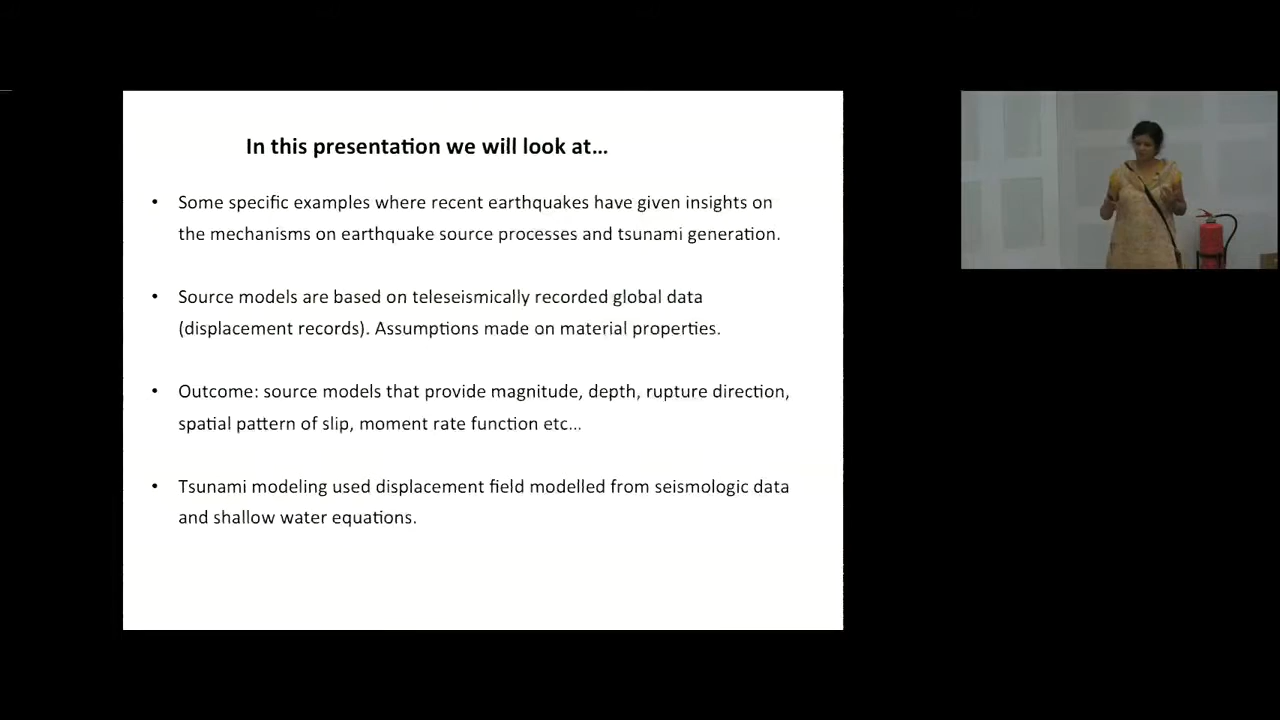 In this presentation we will look at…
• Some specific examples where recent earthquakes have given insights on
the mechanisms on earthquake source processes and tsunami generation.
• Source models are based on teleseismically recorded global data
(displacement records). Assumptions made on material properties.
• Outcome: source models that provide magnitude, depth, rupture direction,
spatial pattern of slip, moment rate function etc…
• Tsunami modeling used displacement field modelled from seismologic data
and shallow water equations.